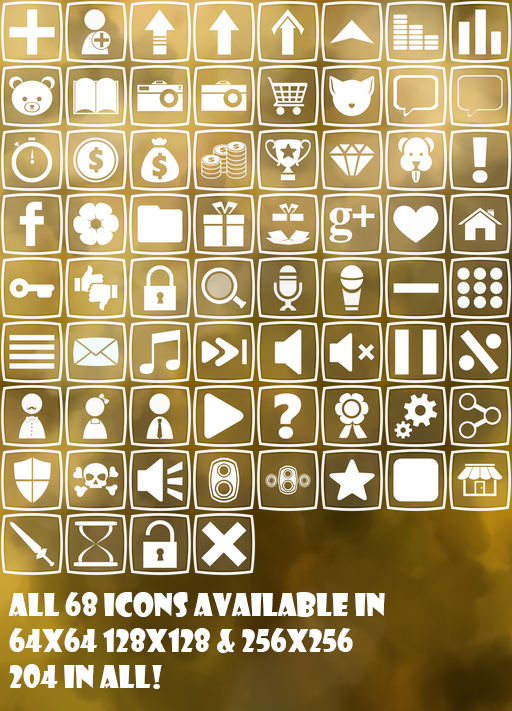 f
g+
ALL 68 ICONS AVAILABLE IN
64X64 128X128 & 256X256
204 IN ALL!